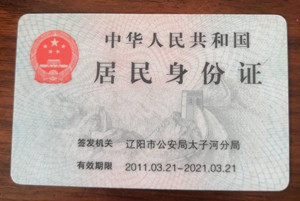 中华人民共和国
居民身份证
签发机关 辽阳市公安局太子河分局
有效期限 2011.03.21-2021.03.21